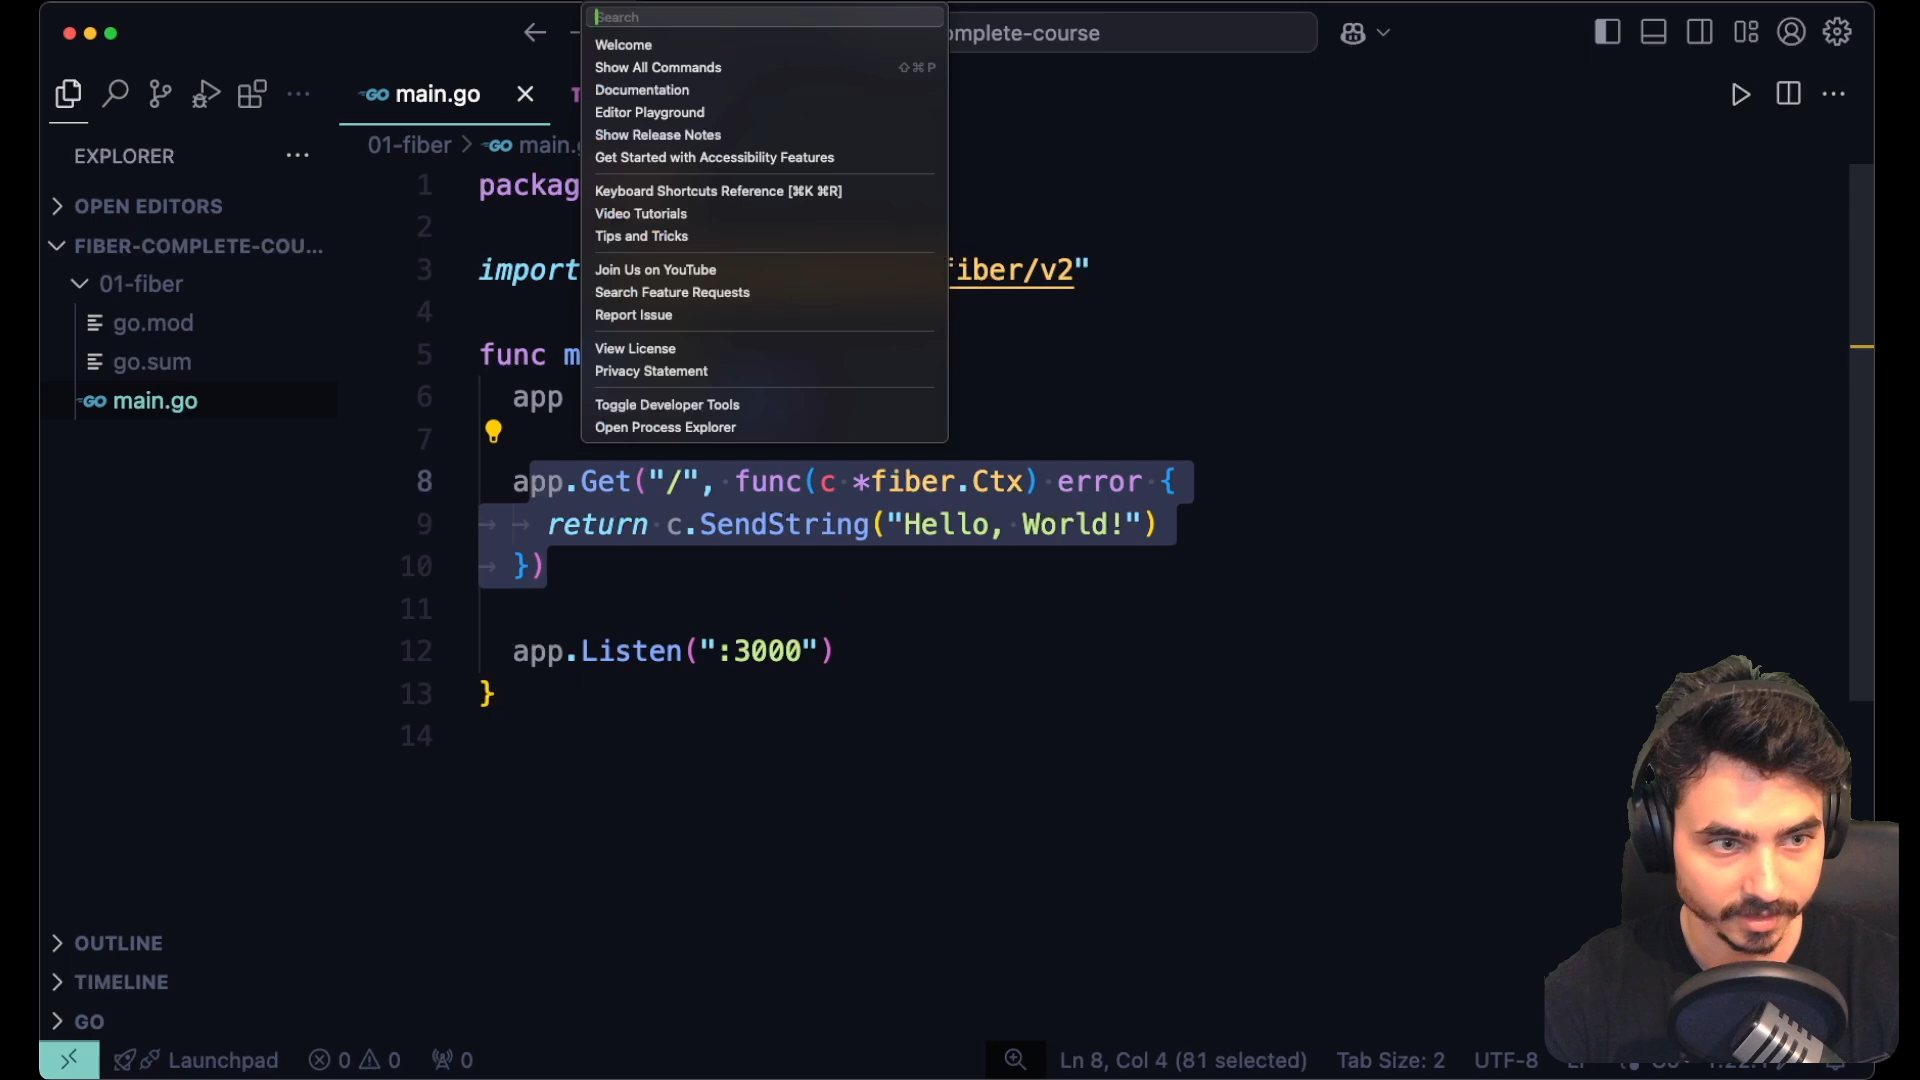 Search
mplete-course
Welcome
Show All Commands ⇧⌘P
Documentation
Editor Playground
Show Release Notes
Get Started with Accessibility Features
Keyboard Shortcuts Reference [⌘K ⌘R]
Video Tutorials
Tips and Tricks
Join Us on YouTube
Search Feature Requests
Report Issue
View License
Privacy Statement
Toggle Developer Tools
Open Process Explorer
GO main.go
EXPLORER
OPEN EDITORS
FIBER-COMPLETE-COU...
01-fiber
go.mod
go.sum
GO main.go
01-fiber > GO main.g
1 packag
2
3 import fiber/v2"
4
5 func m
6 app
7
8 app.Get("/", func(c *fiber.Ctx) error {
9 return c.SendString("Hello, World!")
10 })
11
12 app.Listen(":3000")
13 }
14
OUTLINE
TIMELINE
GO
Launchpad 0 0 0 Ln 8, Col 4 (81 selected) Tab Size: 2 UTF-8